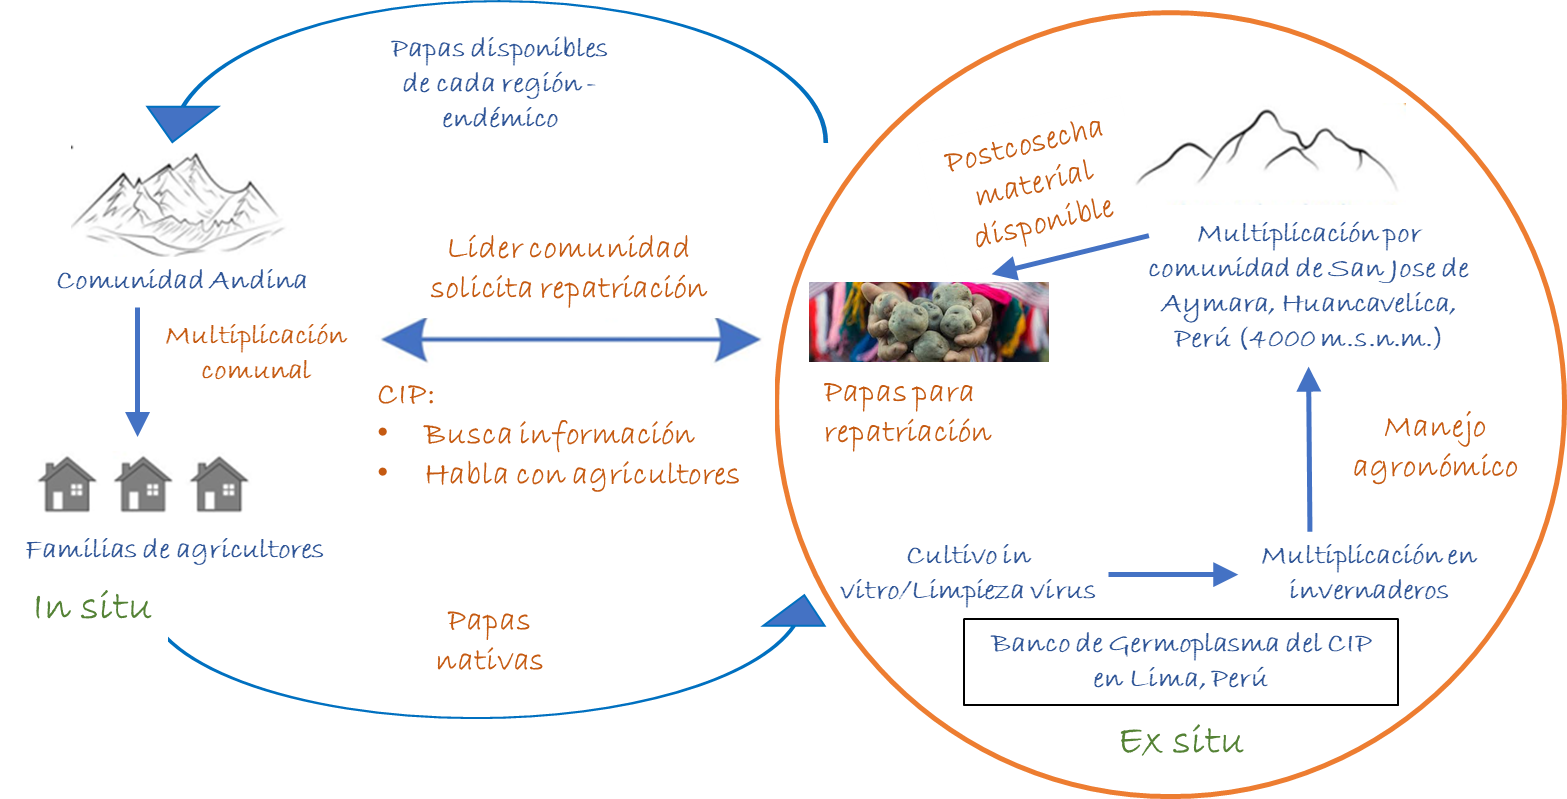 Papas disponibles
de cada región -
endémico
Comunidad Andina
Multiplicación
comunal
Familias de agricultores
In situ
Líder comunidad
solicita repatriación
CIP:
• Busca información
• Habla con agricultores
Papas
nativas
Postcosecha
material
disponible
Multiplicación por
comunidad de San Jose de
Aymara, Huancavelica,
Perú (4000 m.s.n.m.)
Papas para
repatriación
Manejo
agronómico
Cultivo in
vitro/Limpieza virus
Multiplicación en
invernaderos
Banco de Germoplasma del CIP
en Lima, Perú
Ex situ